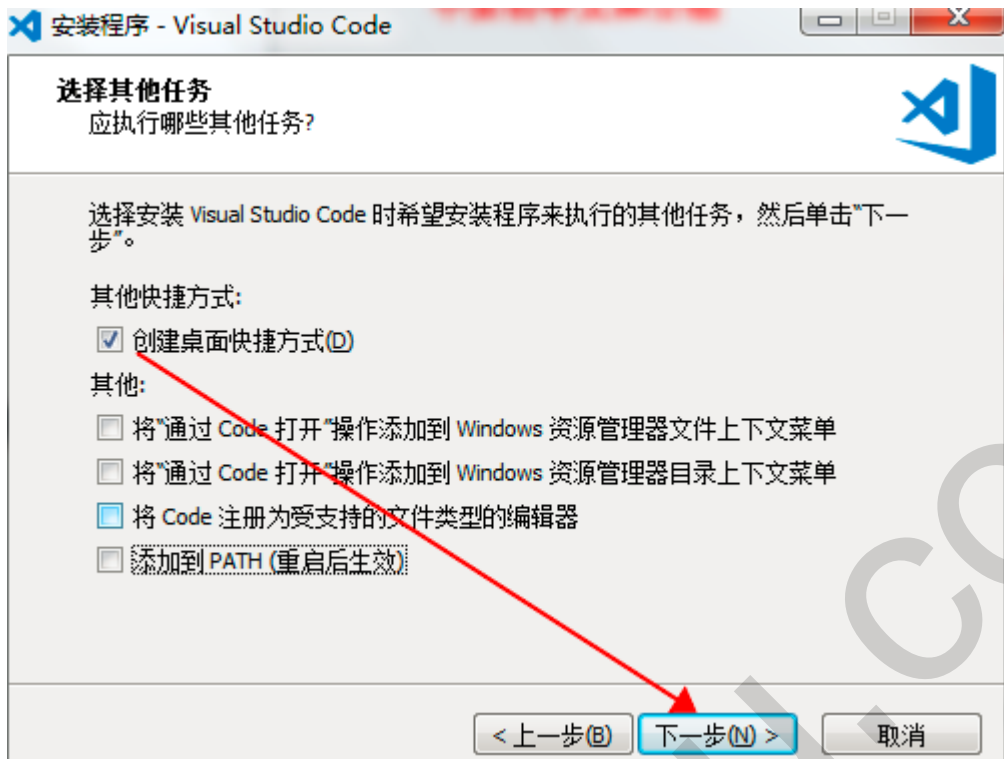 安装程序 - Visual Studio Code
选择其他任务
应执行哪些其他任务?
选择安装 Visual Studio Code 时希望安装程序来执行的其他任务，然后单击“下一
步”。
其他快捷方式:
创建桌面快捷方式(D)
其他:
将“通过 Code 打开”操作添加到 Windows 资源管理器文件上下文菜单
将“通过 Code 打开”操作添加到 Windows 资源管理器目录上下文菜单
将 Code 注册为受支持的文件类型的编辑器
添加到 PATH (重启后生效)
< 上一步(B) 下一步(N) > 取消